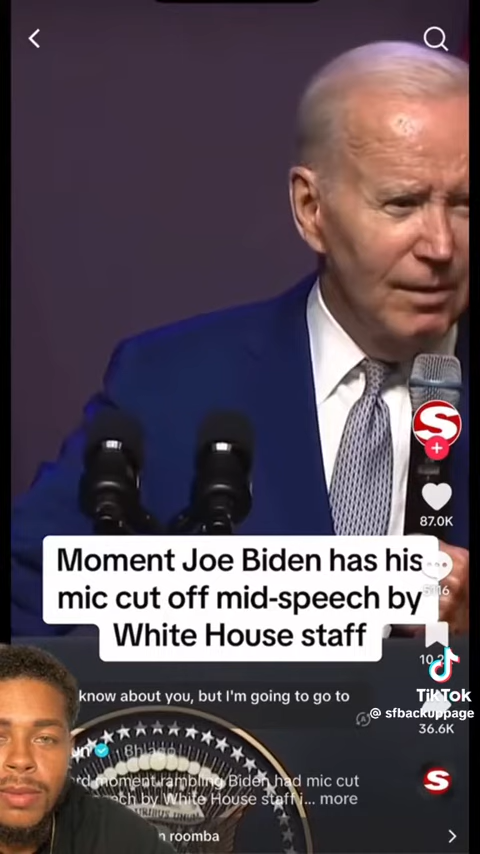 87.0K
Moment Joe Biden has his
mic cut off mid-speech by
White House staff
TikTok
@ sfbackuppage
know about you, but I'm going to go to
36.6K
moment rambling Biden had mic cut
by White House staff i... more
roomba